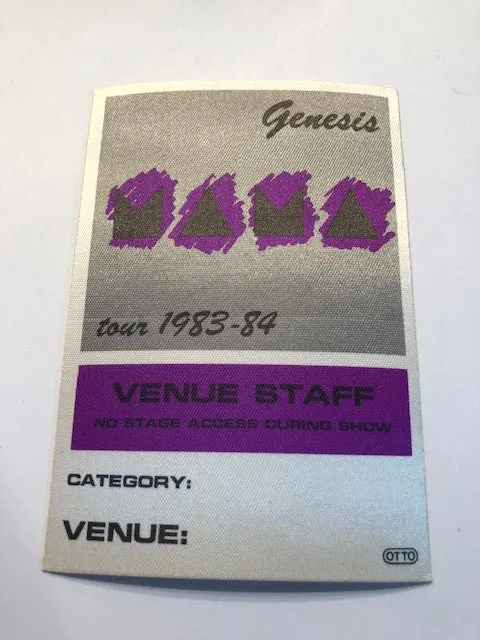 Genesis
MAMA
tour 1983-84
VENUE STAFF
NO STAGE ACCESS DURING SHOW
CATEGORY:
VENUE:
OTTO